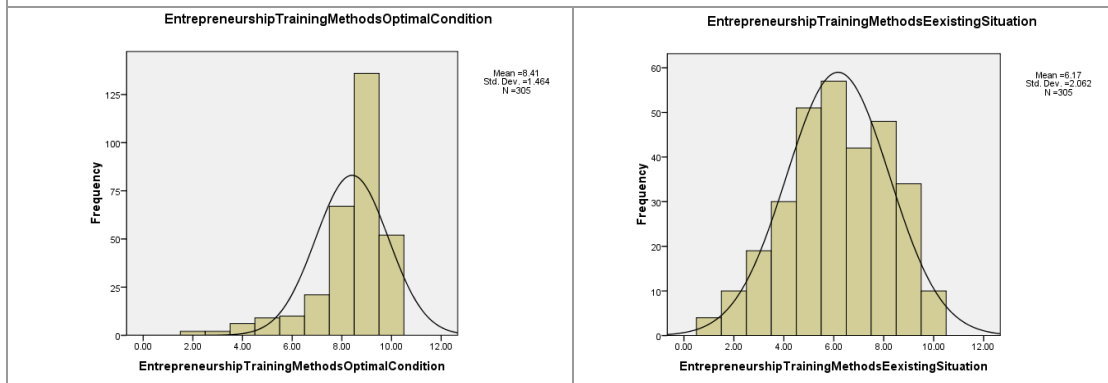 EntrepreneurshipTrainingMethodsOptimalCondition
Mean =8.41
Std. Dev. =1.464
N =305
125
100
75
50
25
0
Frequency
0.00 2.00 4.00 6.00 8.00 10.00 12.00
EntrepreneurshipTrainingMethodsOptimalCondition
EntrepreneurshipTrainingMethodsEexistingSituation
Mean =6.17
Std. Dev. =2.062
N =305
60
50
40
30
20
10
0
Frequency
0.00 2.00 4.00 6.00 8.00 10.00 12.00
EntrepreneurshipTrainingMethodsEexistingSituation